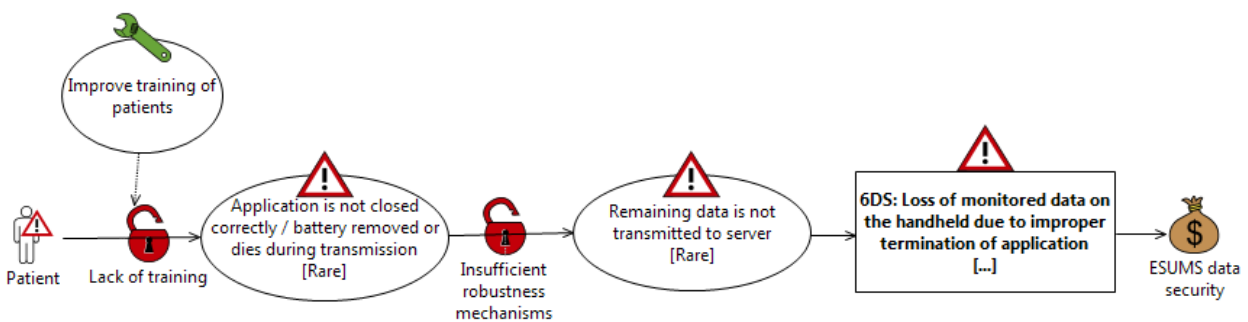 Improve training of
patients
Patient
Lack of training
Application is not closed
correctly / battery removed or
dies during transmission
[Rare]
Insufficient
robustness
mechanisms
Remaining data is not
transmitted to server
[Rare]
6DS: Loss of monitored data on
the handheld due to improper
termination of application
[...]
$
ESUMS data
security